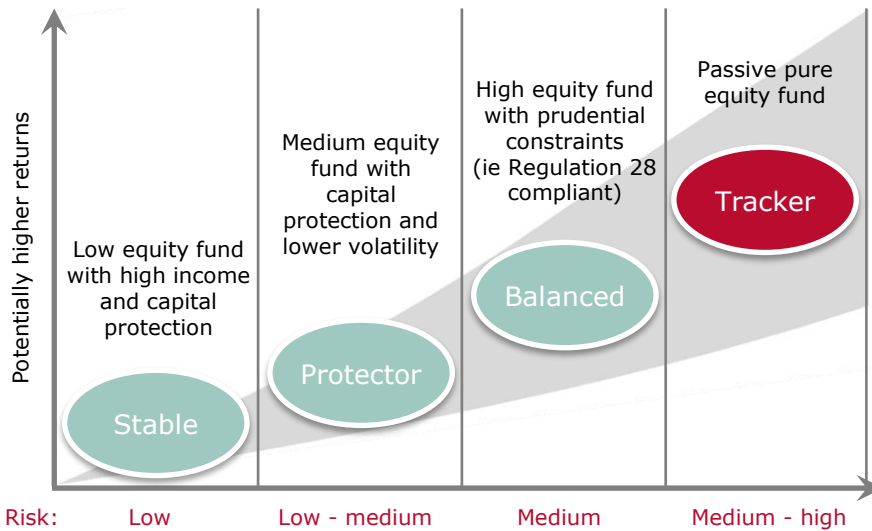 Potentially higher returns
Low equity fund
with high income
and capital
protection
Stable
Medium equity
fund with
capital
protection and
lower volatility
Protector
High equity fund
with prudential
constraints
(ie Regulation 28
compliant)
Balanced
Passive pure
equity fund
Tracker
Risk: Low Low - medium Medium Medium - high